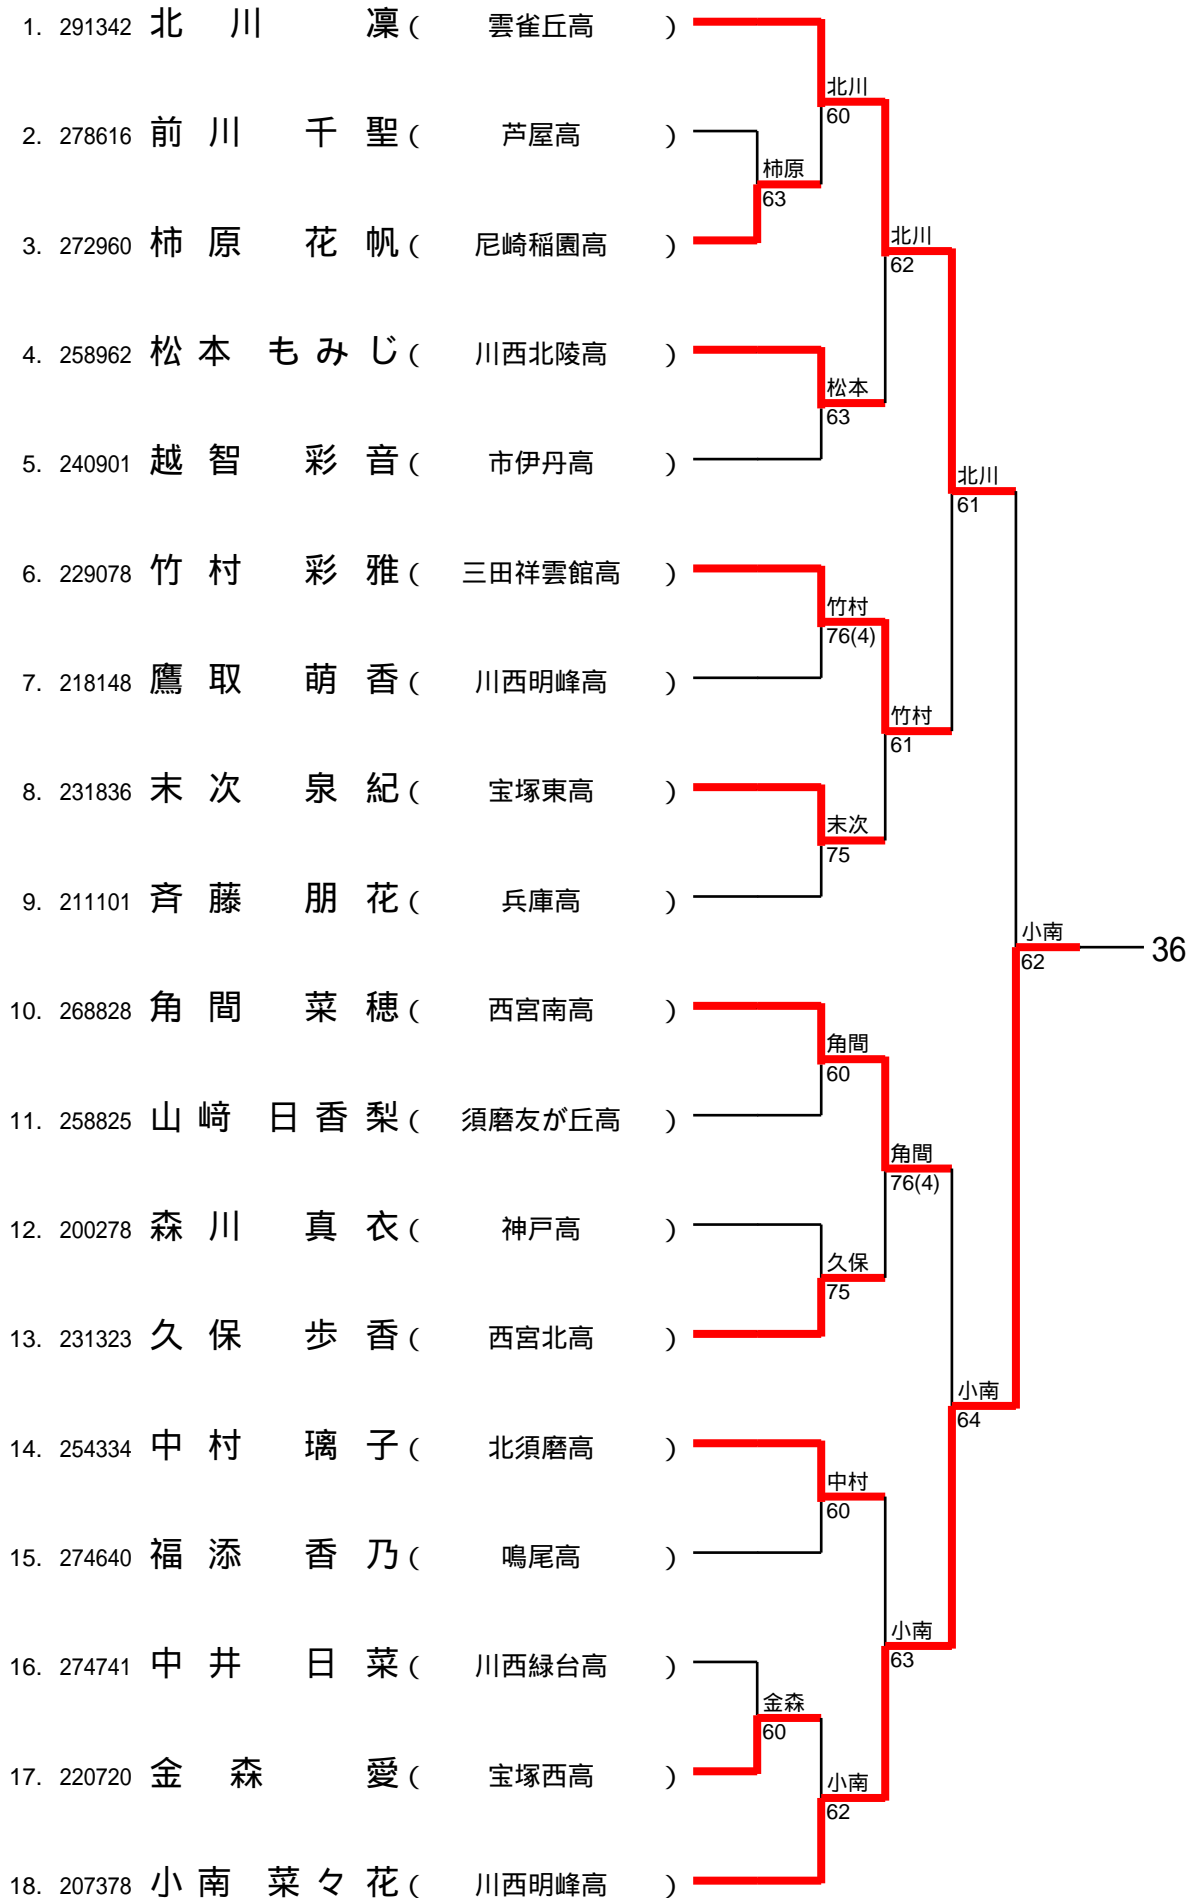 1. 291342 北川 凜 ( 雲雀丘高 )
北川
60
2. 278616 前川 千聖 ( 芦屋高 )
柿原
63
3. 272960 柿原 花帆 ( 尼崎稲園高 )
北川
62
4. 258962 松本 もみじ ( 川西北陵高 )
松本
63
5. 240901 越智 彩音 ( 市伊丹高 )
北川
61
6. 229078 竹村 彩雅 ( 三田祥雲館高 )
竹村
76(4)
7. 218148 鷹取 萌香 ( 川西明峰高 )
竹村
61
8. 231836 末次 泉紀 ( 宝塚東高 )
末次
75
9. 211101 斉藤 朋花 ( 兵庫高 )
小南
62
36
10. 268828 角間 菜穂 ( 西宮南高 )
角間
60
11. 258825 山﨑 日香梨 ( 須磨友が丘高 )
角間
76(4)
12. 200278 森川 真衣 ( 神戸高 )
久保
75
13. 231323 久保 歩香 ( 西宮北高 )
小南
64
14. 254334 中村 璃子 ( 北須磨高 )
中村
60
15. 274640 福添 香乃 ( 鳴尾高 )
小南
63
16. 274741 中井 日菜 ( 川西緑台高 )
金森
60
17. 220720 金森 愛 ( 宝塚西高 )
小南
62
18. 207378 小南 菜々花 ( 川西明峰高 )